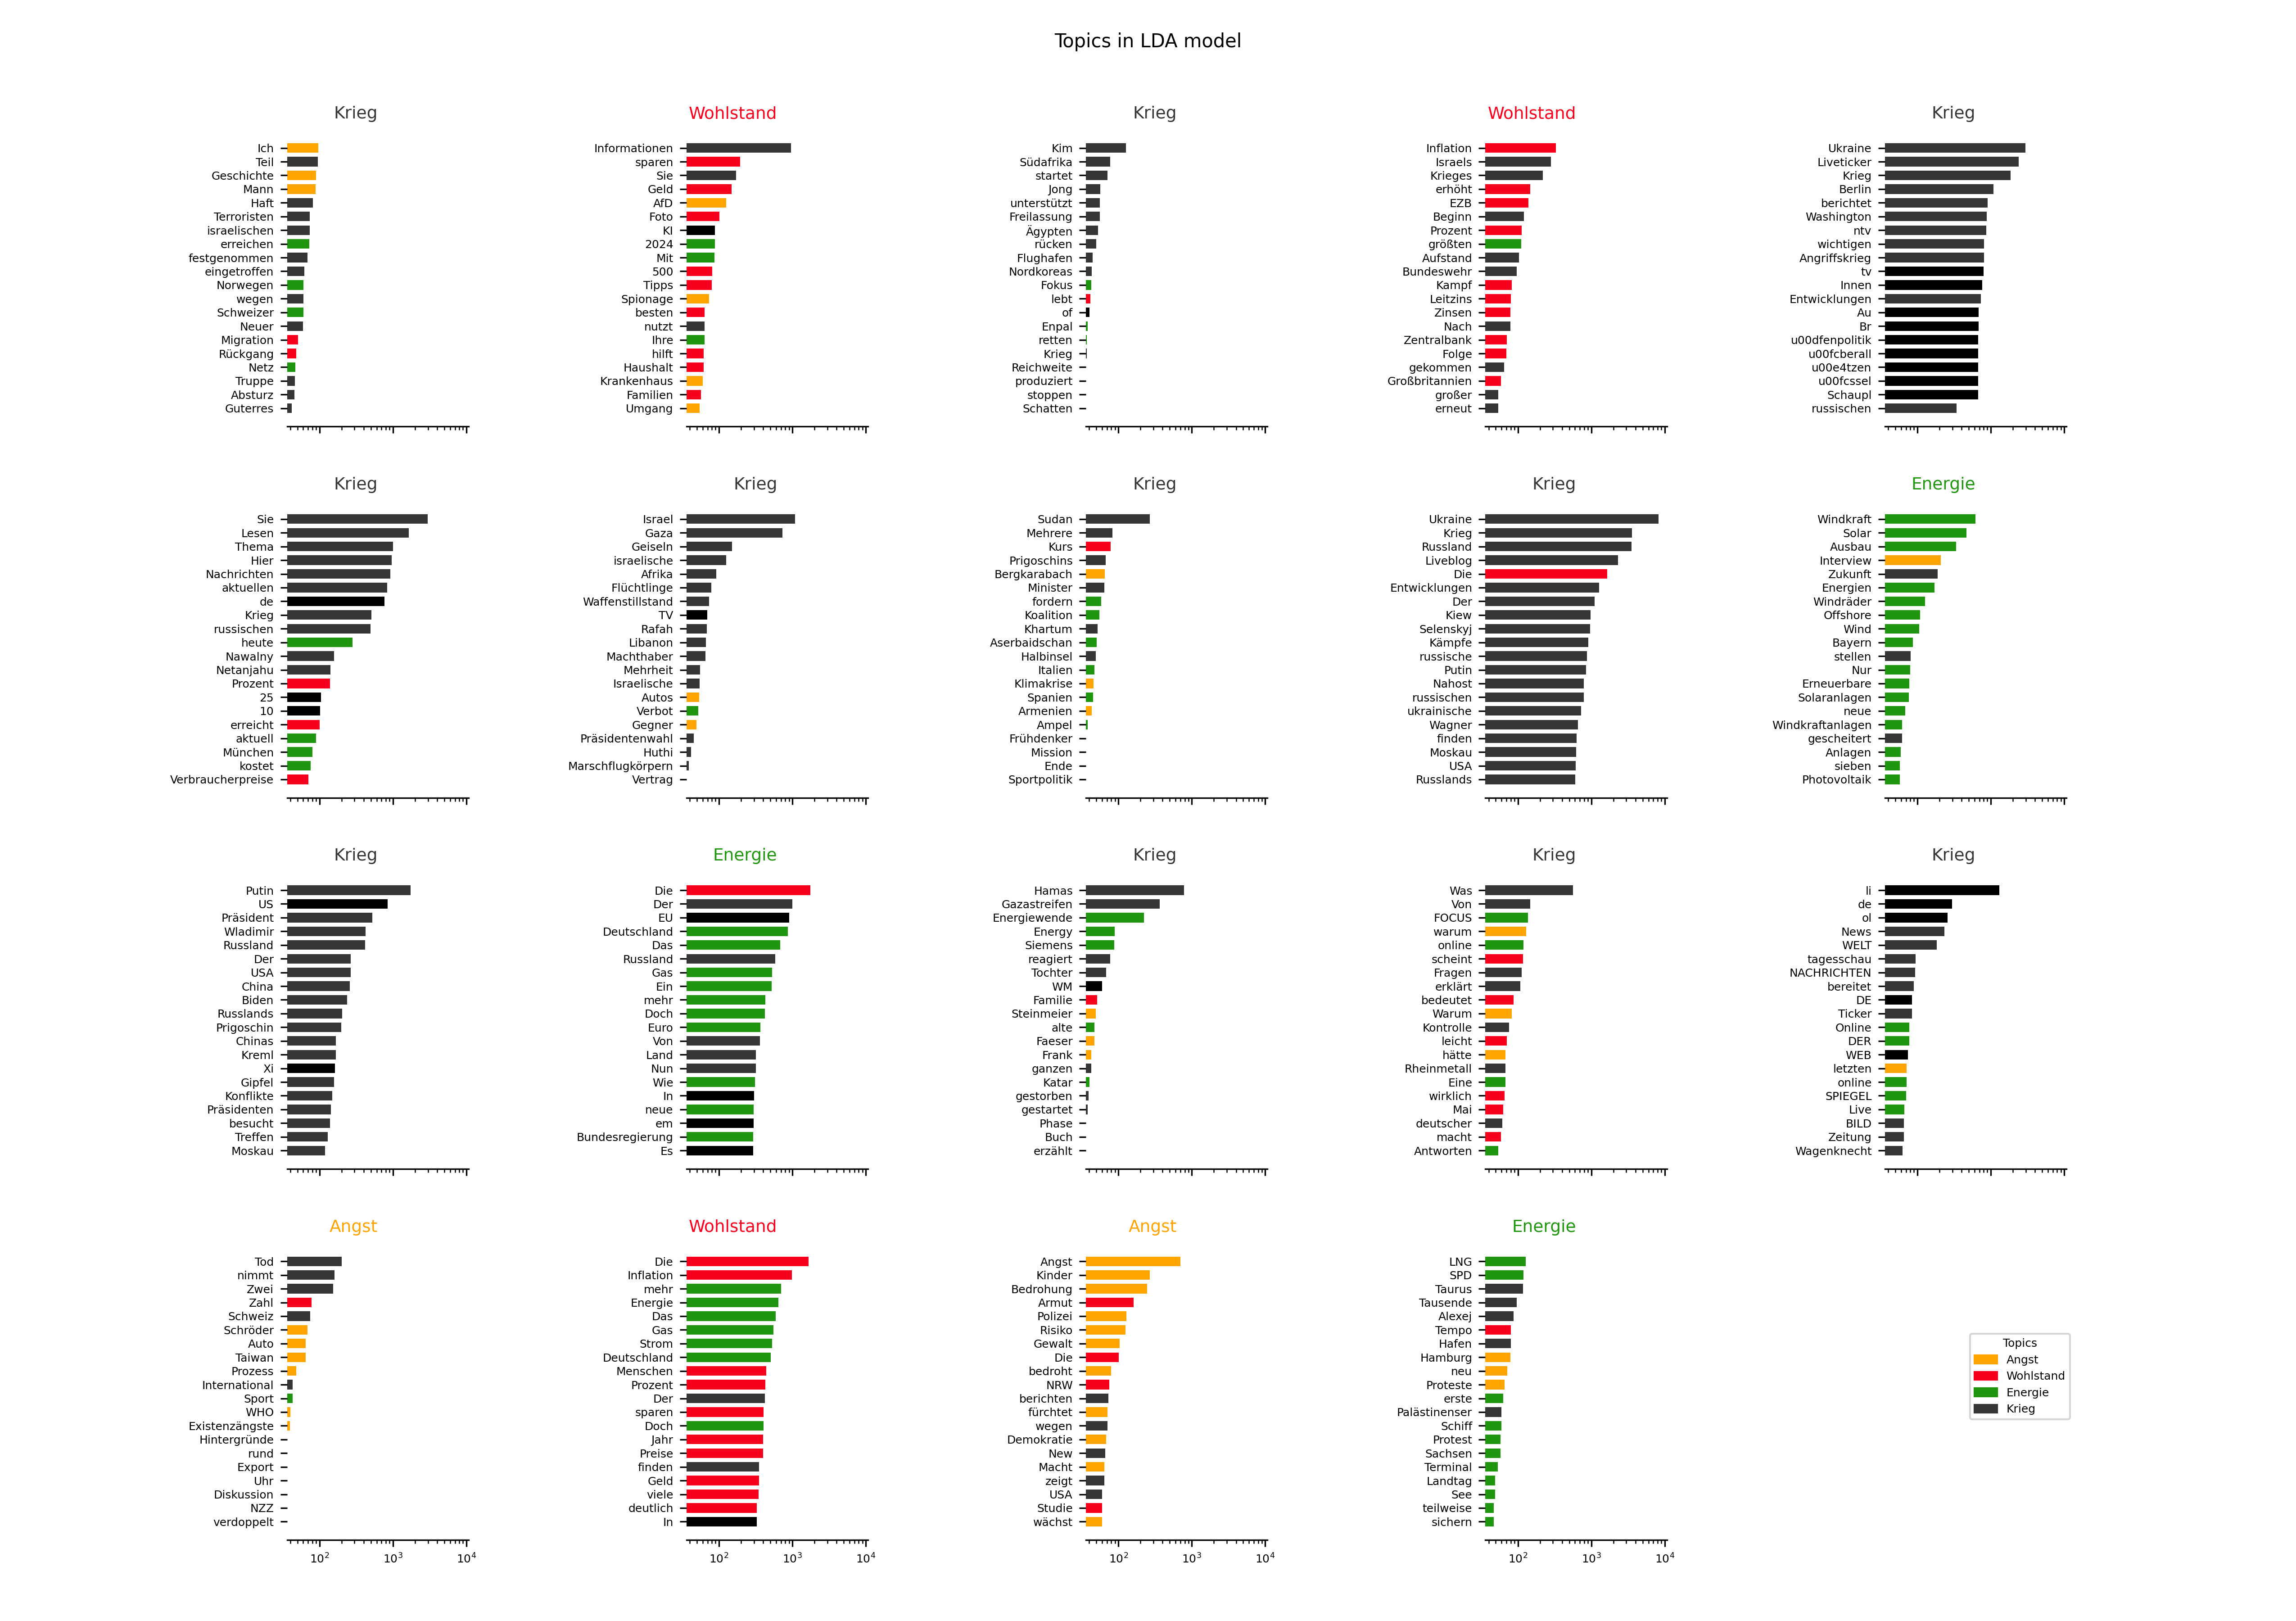 Topics in LDA model
Krieg
Ich
Teil
Geschichte
Mann
Haft
Terroristen
israelischen
erreichen
festgenommen
eingetroffen
Norwegen
wegen
Schweizer
Neuer
Migration
Rückgang
Netz
Truppe
Absturz
Guterres
Wohlstand
Informationen
sparen
Sie
Geld
AfD
Foto
KI
2024
Mit
500
Tipps
Spionage
besten
nutzt
Ihre
hilft
Haushalt
Krankenhaus
Familien
Umgang
Krieg
Kim
Südafrika
startet
Jong
unterstützt
Freilassung
Ägypten
rücken
Flughafen
Nordkoreas
Fokus
lebt
of
Enpal
retten
Krieg
Reichweite
produziert
stoppen
Schatten
Wohlstand
Inflation
Israels
Krieges
erhöht
EZB
Beginn
Prozent
größten
Aufstand
Bundeswehr
Kampf
Leitzins
Zinsen
Nach
Zentralbank
Folge
gekommen
Großbritannien
großer
erneut
Krieg
Ukraine
Liveticker
Krieg
Berlin
berichtet
Washington
ntv
wichtigen
Angriffskrieg
tv
Innen
Entwicklungen
Au
Br
u00dfenpolitik
u00fcberall
u00e4tzen
u00fcssel
Schaupl
russischen
Krieg
Sie
Lesen
Thema
Hier
Nachrichten
aktuellen
de
Krieg
russischen
heute
Nawalny
Netanjahu
Prozent
25
10
erreicht
aktuell
München
kostet
Verbraucherpreise
Krieg
Israel
Gaza
Geiseln
israelische
Afrika
Flüchtlinge
Waffenstillstand
TV
Rafah
Libanon
Machthaber
Mehrheit
Israelische
Autos
Verbot
Gegner
Präsidentenwahl
Huthi
Marschflugkörpern
Vertrag
Krieg
Sudan
Mehrere
Kurs
Prigoschins
Bergkarabach
Minister
fordern
Koalition
Khartum
Aserbaidschan
Halbinsel
Italien
Klimakrise
Spanien
Armenien
Ampel
Frühdenker
Mission
Ende
Sportpolitik
Krieg
Ukraine
Krieg
Russland
Liveblog
Die
Entwicklungen
Der
Kiew
Selenskyj
Kämpfe
russische
Putin
Nahost
russischen
ukrainische
Wagner
finden
Moskau
USA
Russlands
Energie
Windkraft
Solar
Ausbau
Interview
Zukunft
Energien
Windräder
Offshore
Wind
Bayern
stellen
Nur
Erneuerbare
Solaranlagen
neue
Windkraftanlagen
gescheitert
Anlagen
sieben
Photovoltaik
Krieg
Putin
US
Präsident
Wladimir
Russland
Der
USA
China
Biden
Russlands
Prigoschin
Chinas
Kreml
Xi
Gipfel
Konflikte
Präsidenten
besucht
Treffen
Moskau
Energie
Die
Der
EU
Deutschland
Das
Russland
Gas
Ein
mehr
Doch
Euro
Von
Land
Nun
Wie
In
neue
em
Bundesregierung
Es
Krieg
Hamas
Gazastreifen
Energiewende
Energy
Siemens
reagiert
Tochter
WM
Familie
Steinmeier
alte
Faeser
Frank
ganzen
Katar
gestorben
gestartet
Phase
Buch
erzählt
Krieg
Was
Von
FOCUS
warum
online
scheint
Fragen
erklärt
bedeutet
Warum
Kontrolle
leicht
hätte
Rheinmetall
Eine
wirklich
Mai
deutscher
macht
Antworten
Krieg
li
de
ol
News
WELT
tagesschau
NACHRICHTEN
bereitet
DE
Ticker
Online
DER
WEB
letzten
online
SPIEGEL
Live
BILD
Zeitung
Wagenknecht
Angst
Tod
nimmt
Zwei
Zahl
Schweiz
Schröder
Auto
Taiwan
Prozess
International
Sport
WHO
Existenzängste
Hintergründe
rund
Export
Uhr
Diskussion
NZZ
verdoppelt
10² 10³ 10⁴
Wohlstand
Die
Inflation
mehr
Energie
Das
Gas
Strom
Deutschland
Menschen
Prozent
Der
sparen
Doch
Jahr
Preise
finden
Geld
viele
deutlich
In
10² 10³ 10⁴
Angst
Angst
Kinder
Bedrohung
Armut
Polizei
Risiko
Gewalt
Die
bedroht
NRW
berichten
fürchtet
wegen
Demokratie
New
Macht
zeigt
USA
Studie
wächst
10² 10³ 10⁴
Energie
LNG
SPD
Taurus
Tausende
Alexej
Tempo
Hafen
Hamburg
neu
Proteste
erste
Palästinenser
Schiff
Protest
Sachsen
Terminal
Landtag
See
teilweise
sichern
10² 10³ 10⁴
Topics
Angst
Wohlstand
Energie
Krieg